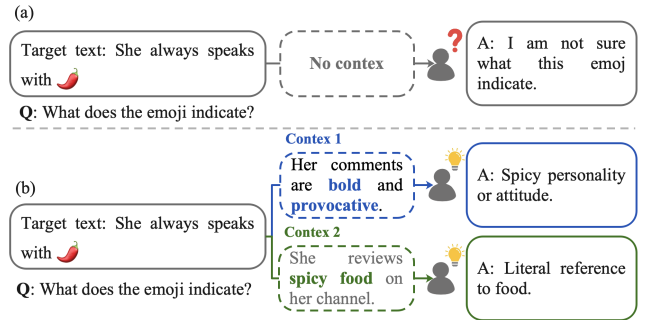 (a)
Target text: She always speaks
with 🌶️
Q: What does the emoji indicate?
No contex
❓
A: I am not sure
what this emoj
indicate.
(b)
Target text: She always speaks
with 🌶️
Q: What does the emoji indicate?
Contex 1
Her comments
are bold and
provocative.
A: Spicy personality
or attitude.
Contex 2
She reviews
spicy food on
her channel.
A: Literal reference
to food.